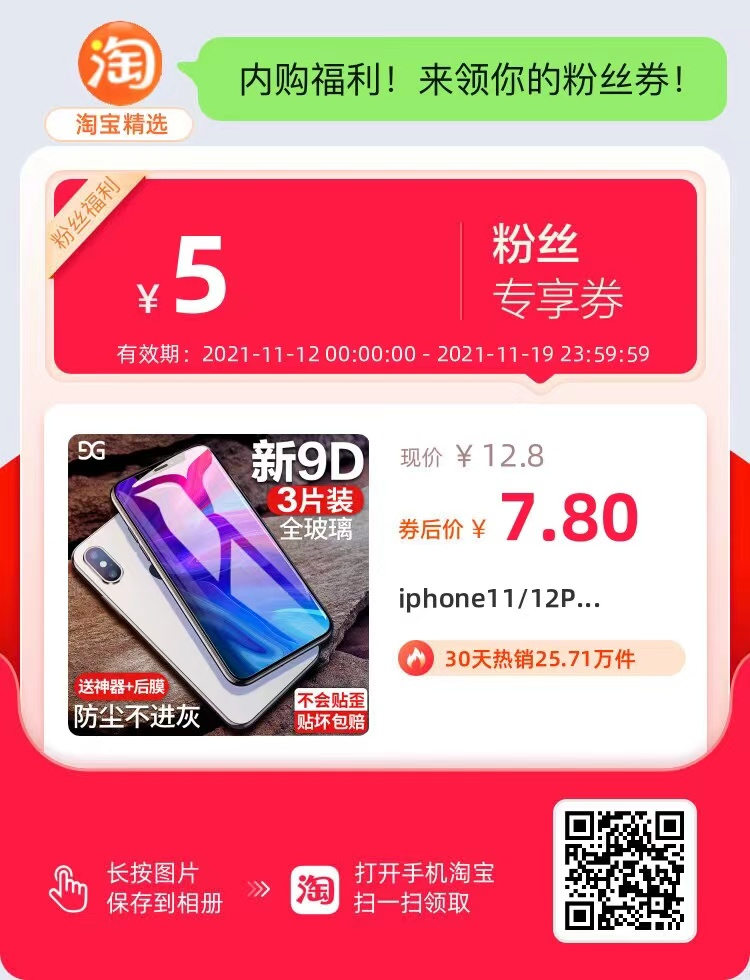 淘
内购福利！来领你的粉丝券！
淘宝精选
粉丝福利
¥ 5
粉丝
专享券
有效期：2021-11-12 00:00:00 - 2021-11-19 23:59:59
DG
新9D
3片装
全玻璃
送神器+后膜
防尘不进灰
不会贴歪
贴坏包赔
现价 ¥ 12.8
券后价 ¥ 7.80
iphone11/12P...
30天热销25.71万件
长按图片
保存到相册
淘
打开手机淘宝
扫一扫领取